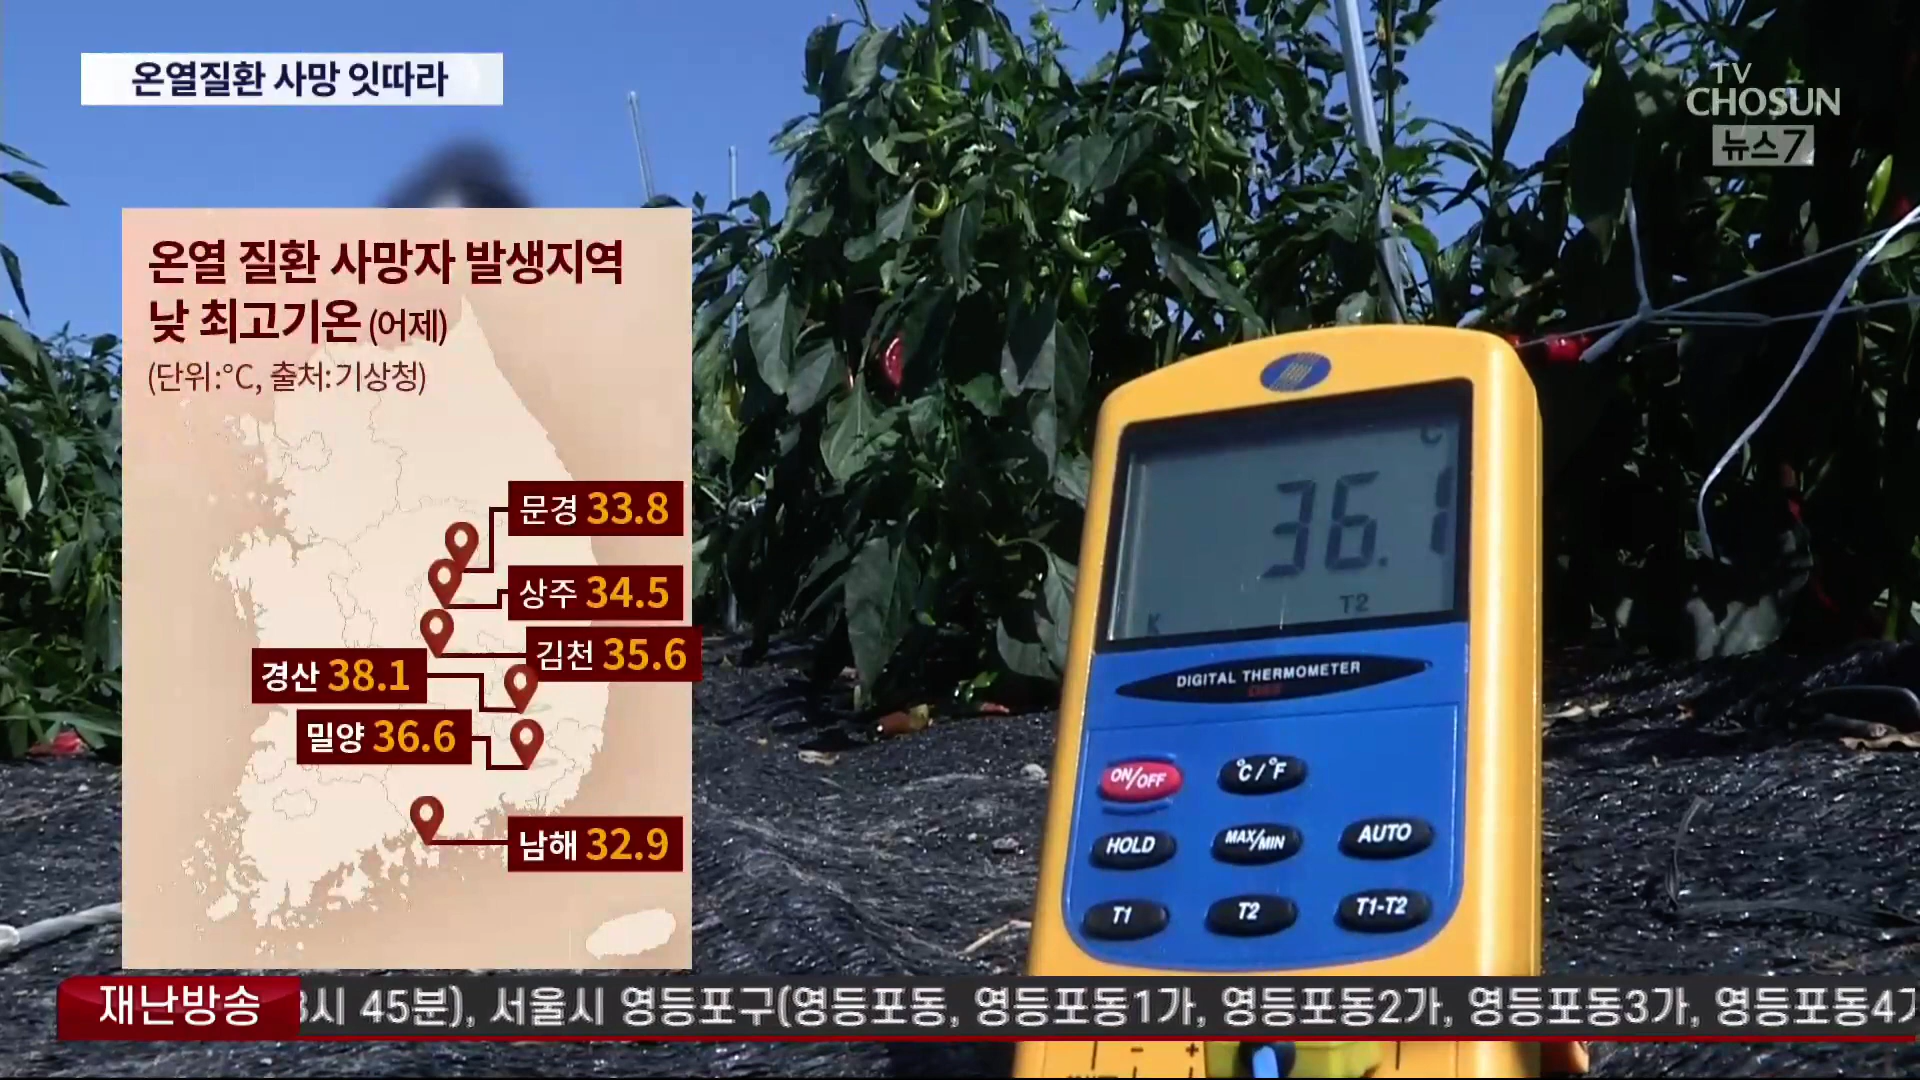 온열질환 사망 잇따라
TV
CHOSUN
뉴스7
온열 질환 사망자 발생지역
낮 최고기온 (어제)
(단위:°C, 출처:기상청)
문경 33.8
상주 34.5
김천 35.6
경산 38.1
밀양 36.6
남해 32.9
C
36.1
T2
K
DIGITAL THERMOMETER
ON/OFF
°C/°F
HOLD
MAX/MIN
AUTO
T1
T2
T1-T2
재난방송
시 45분), 서울시 영등포구(영등포동, 영등포동1가, 영등포동2가, 영등포동3가, 영등포동4